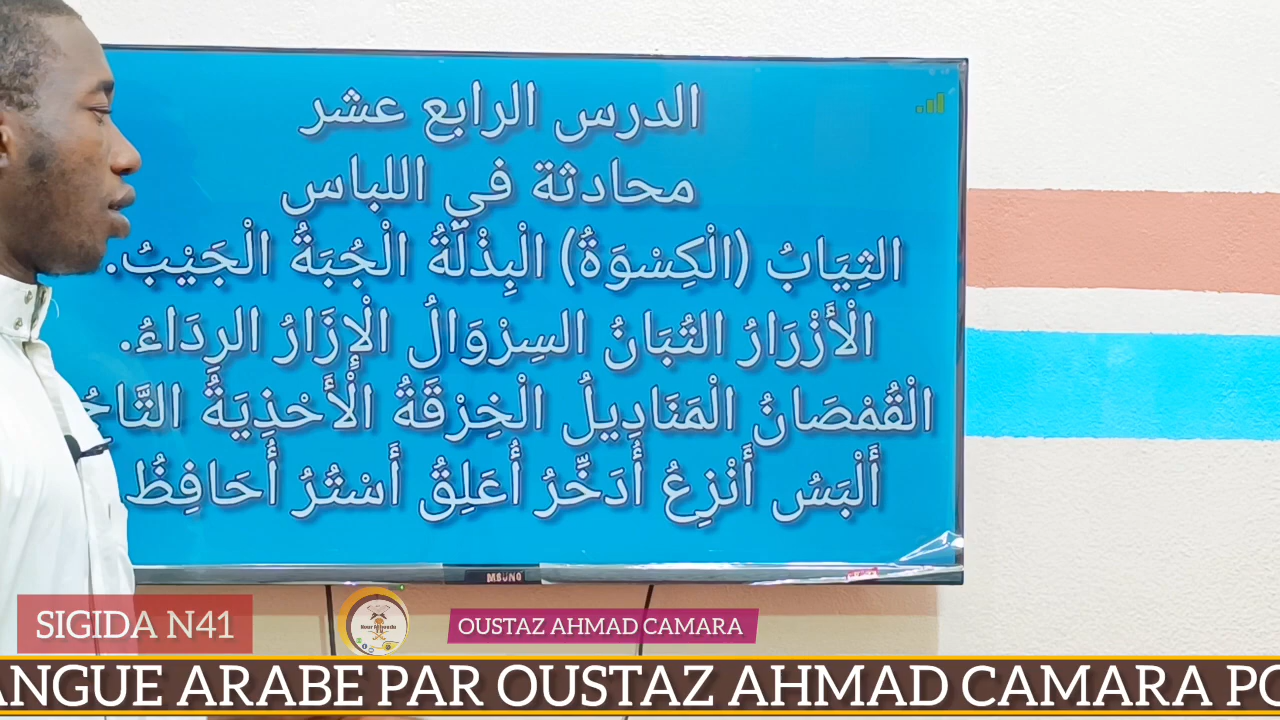 الدرس الرابع عشر
محادثة في اللباس
الثِيَابُ (الْكِسْوَةُ) الْبِذْلَةُ الْجُبَةُ الْجَيْبُ.
الْأَزْرَارُ التُبَانُ السِرْوَالُ الْإِزَارُ الرِدَاءُ.
الْقُمْصَانُ الْمَنَادِيلُ الْخِرْقَةُ الْأَحْذِيَةُ
أَلْبَسُ أَنْزِعُ أُدَخِّرُ أُعَلِقُ أَسْتُرُ أُحَافِظُ
MSUNG
SIGIDA N41
OUSTAZ AHMAD CAMARA
ANGUE ARABE PAR OUSTAZ AHMAD CAMARA PO